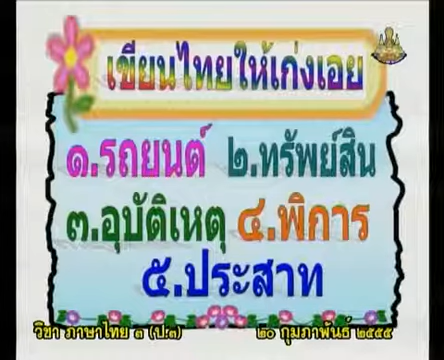 เขียนไทยให้เก่งเอย
๑.รถยนต์ ๒.ทรัพย์สิน
๓.อุบัติเหตุ ๔.พิการ
๕.ประสาท
วิชา ภาษาไทย ๓ (ป.๓) ๒๐ กุมภาพันธ์ ๒๕๕๕